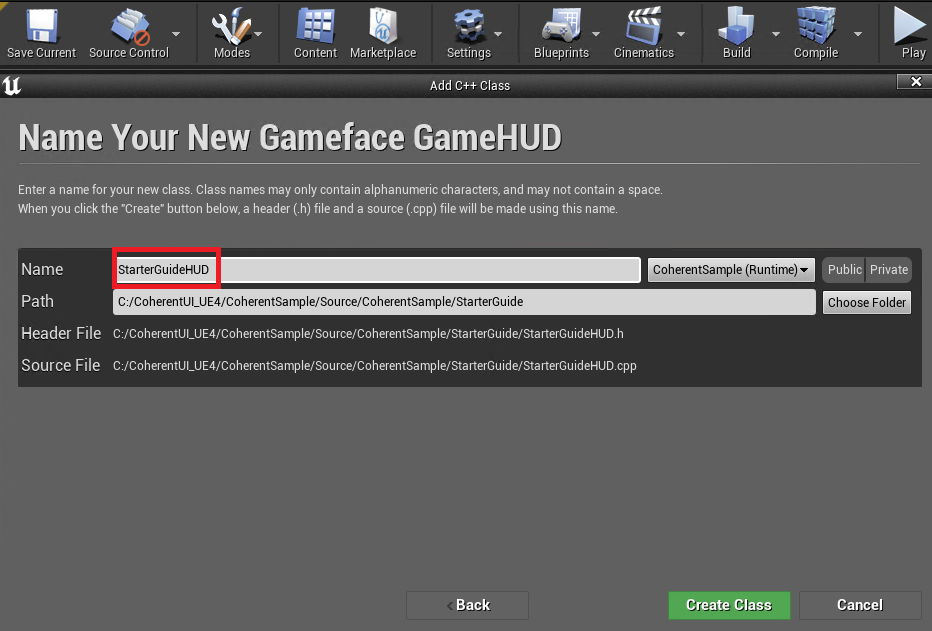 Save Current Source Control Modes Content Marketplace Settings Blueprints Cinematics Build Compile Play
Add C++ Class
Name Your New Gameface GameHUD
Enter a name for your new class. Class names may only contain alphanumeric characters, and may not contain a space.
When you click the "Create" button below, a header (.h) file and a source (.cpp) file will be made using this name.
Name StarterGuideHUD CoherentSample (Runtime) Public Private
Path C:/CoherentUI_UE4/CoherentSample/Source/CoherentSample/StarterGuide Choose Folder
Header File C:/CoherentUI_UE4/CoherentSample/Source/CoherentSample/StarterGuide/StarterGuideHUD.h
Source File C:/CoherentUI_UE4/CoherentSample/Source/CoherentSample/StarterGuide/StarterGuideHUD.cpp
< Back Create Class Cancel